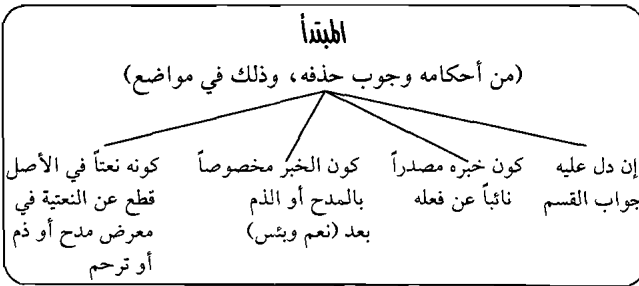 المبتدأ
(من أحكامه وجوب حذفه، وذلك في مواضع)
إن دل عليه
جواب القسم
كون خبره مصدراً
نائباً عن فعله
كون الخبر مخصوصاً
بالمدح أو الذم
بعد (نعم وبئس)
كونه نعتاً في الأصل
قطع عن النعتية في
معرض مدح أو ذم
أو ترحم